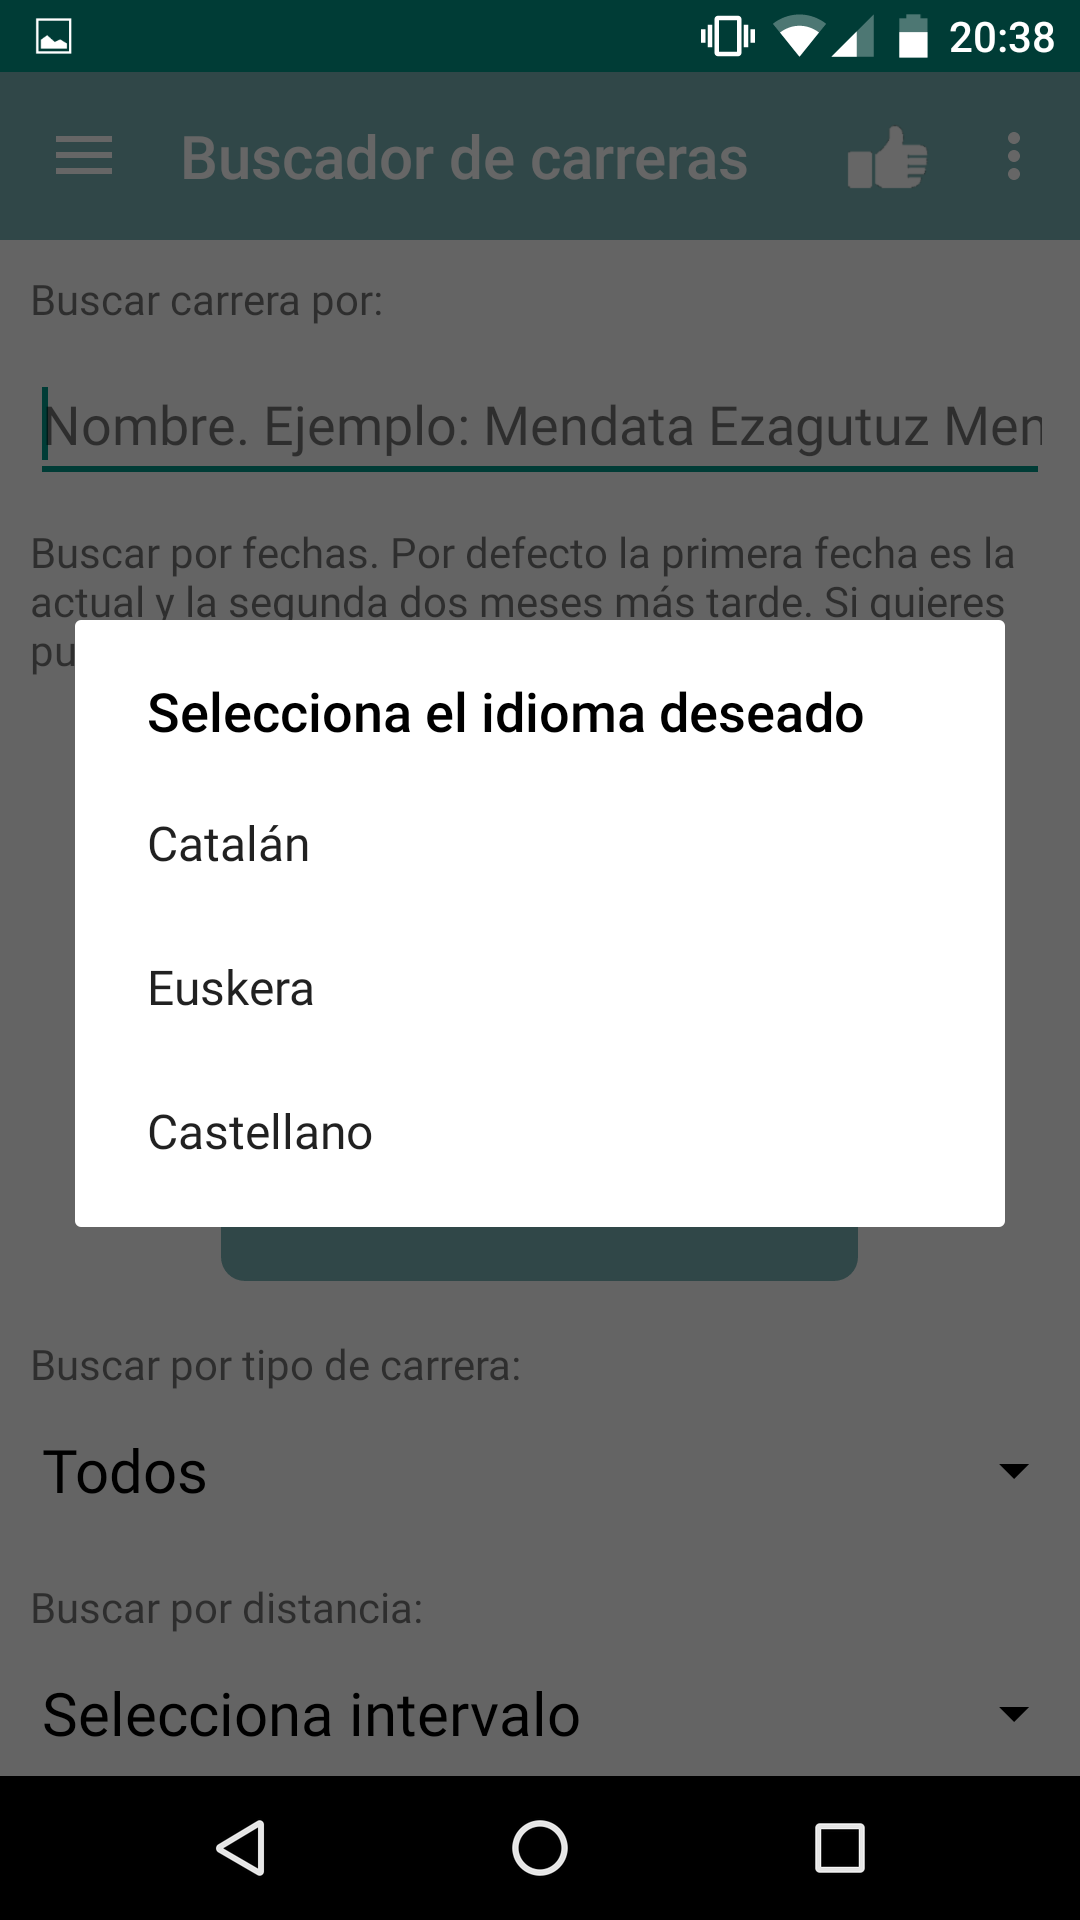 20:38
Buscador de carreras
Buscar carrera por:
Nombre. Ejemplo: Mendata Ezagutuz Men
Buscar por fechas. Por defecto la primera fecha es la
actual y la segunda dos meses más tarde. Si quieres
pu
Selecciona el idioma deseado
Catalán
Euskera
Castellano
Buscar por tipo de carrera:
Todos
Buscar por distancia:
Selecciona intervalo